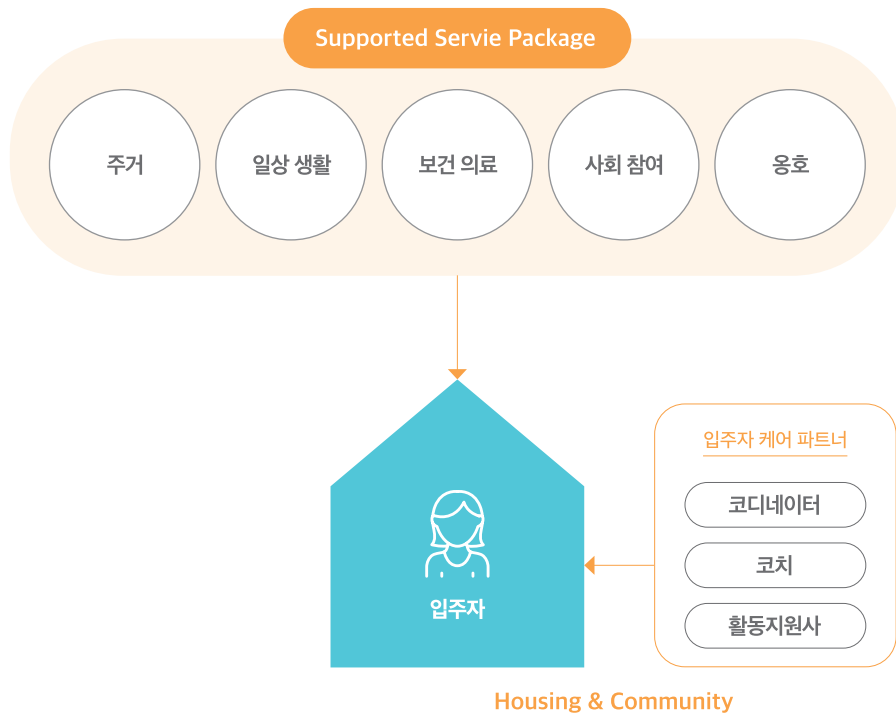 Supported Servie Package
주거
일상 생활
보건 의료
사회 참여
옹호
입주자 케어 파트너
코디네이터
코치
활동지원사
입주자
Housing & Community